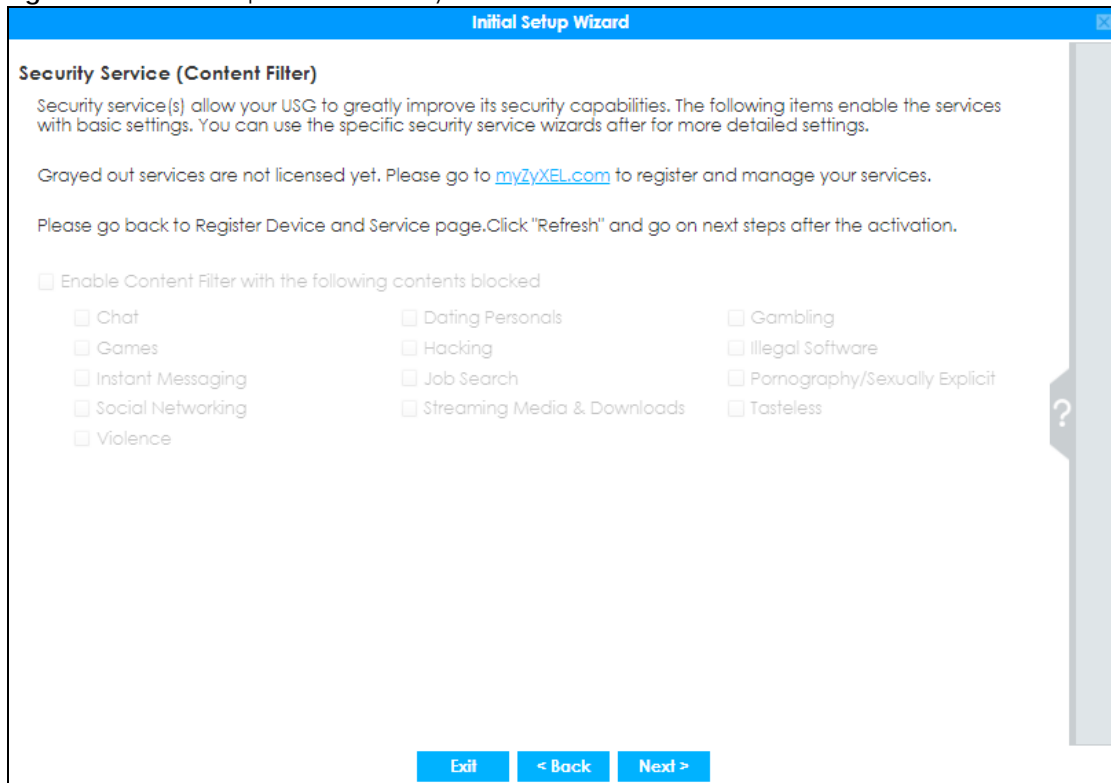 Initial Setup Wizard
Security Service (Content Filter)
Security service(s) allow your USG to greatly improve its security capabilities. The following items enable the services
with basic settings. You can use the specific security service wizards after for more detailed settings.
Grayed out services are not licensed yet. Please go to myZyXEL.com to register and manage your services.
Please go back to Register Device and Service page.Click "Refresh" and go on next steps after the activation.
Enable Content Filter with the following contents blocked
Chat Dating Personals Gambling
Games Hacking Illegal Software
Instant Messaging Job Search Pornography/Sexually Explicit
Social Networking Streaming Media & Downloads Tasteless
Violence
?
Exit < Back Next >